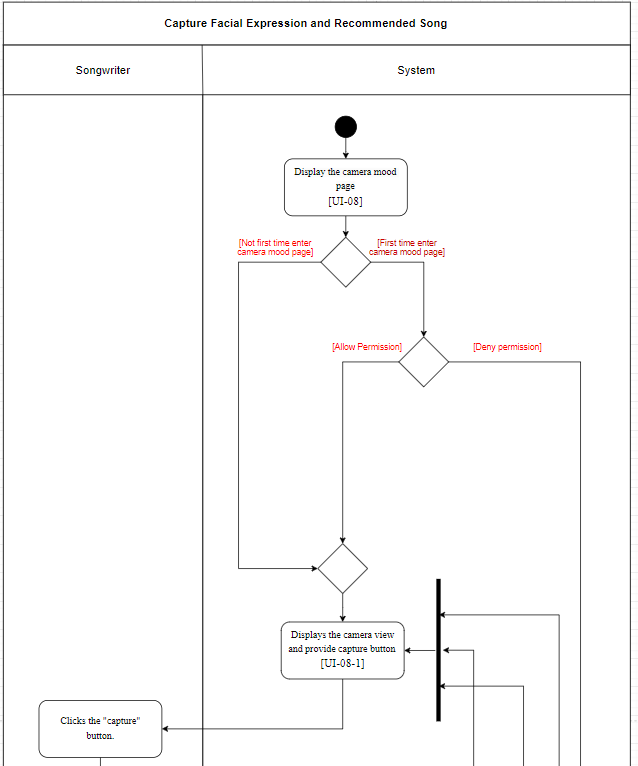 Capture Facial Expression and Recommended Song
Songwriter
System
Display the camera mood
page
[UI-08]
[Not first time enter
camera mood page]
[First time enter
camera mood page]
[Allow Permission]
[Deny permission]
Displays the camera view
and provide capture button
[UI-08-1]
Clicks the "capture"
button.